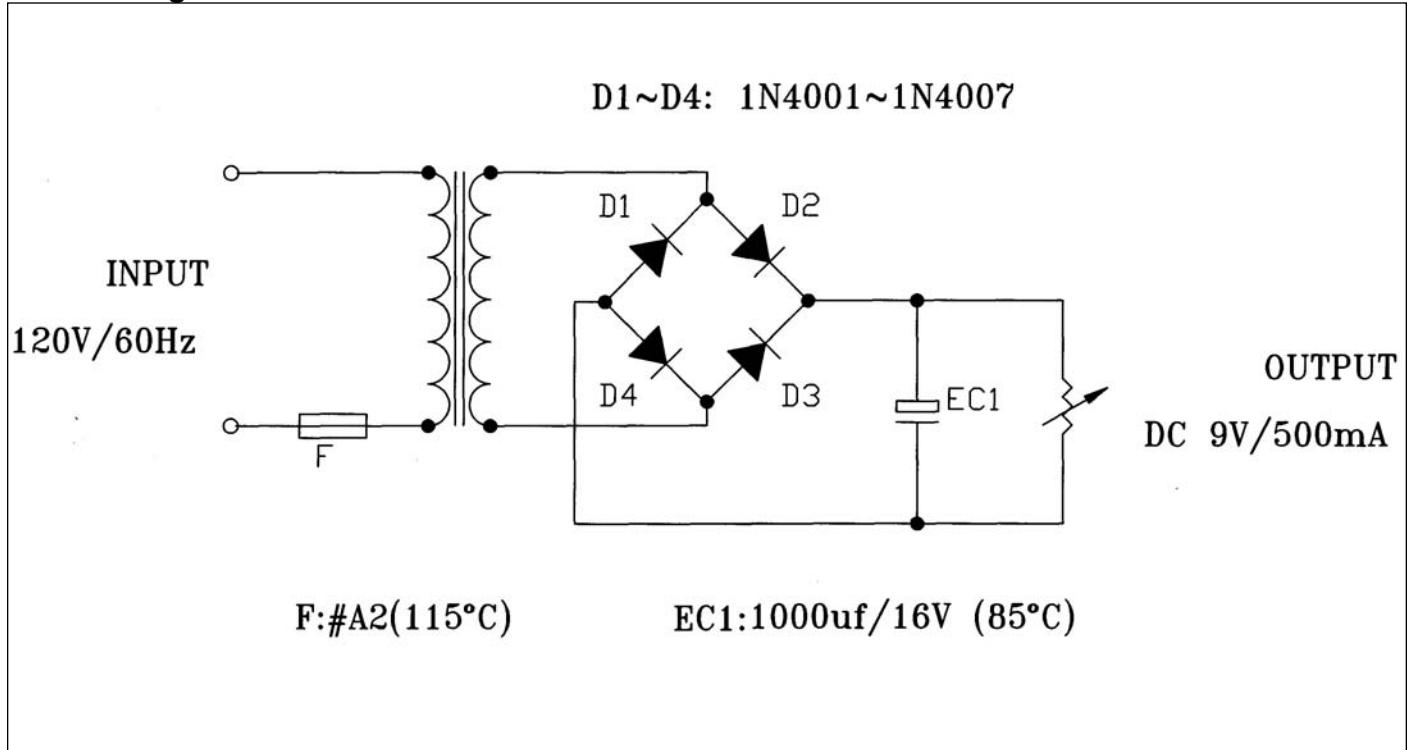 D1~D4: 1N4001~1N4007
D1
D2
INPUT
120V/60Hz
D4
D3
EC1
OUTPUT
DC 9V/500mA
F
F:#A2(115°C)
EC1:1000uf/16V (85°C)